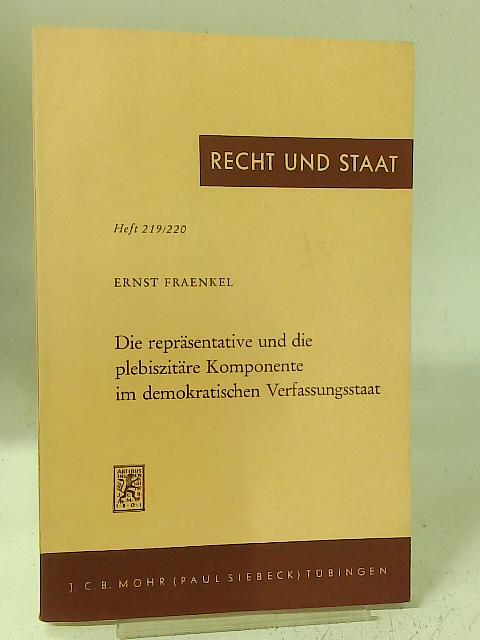 RECHT UND STAAT
Heft 219/220
ERNST FRAENKEL
Die repräsentative und die
plebiszitäre Komponente
im demokratischen Verfassungsstaat
J. C. B. MOHR (PAUL SIEBECK) TÜBINGEN